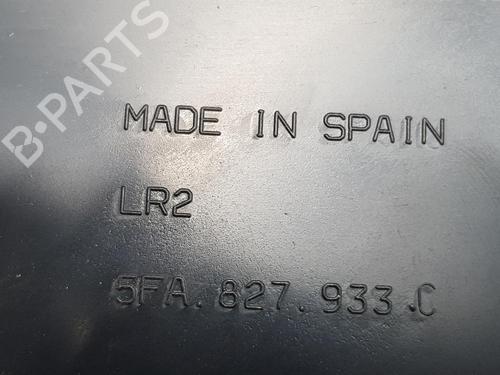 B-PARTS
MADE IN SPAIN
LR2
5FA.827.933.C